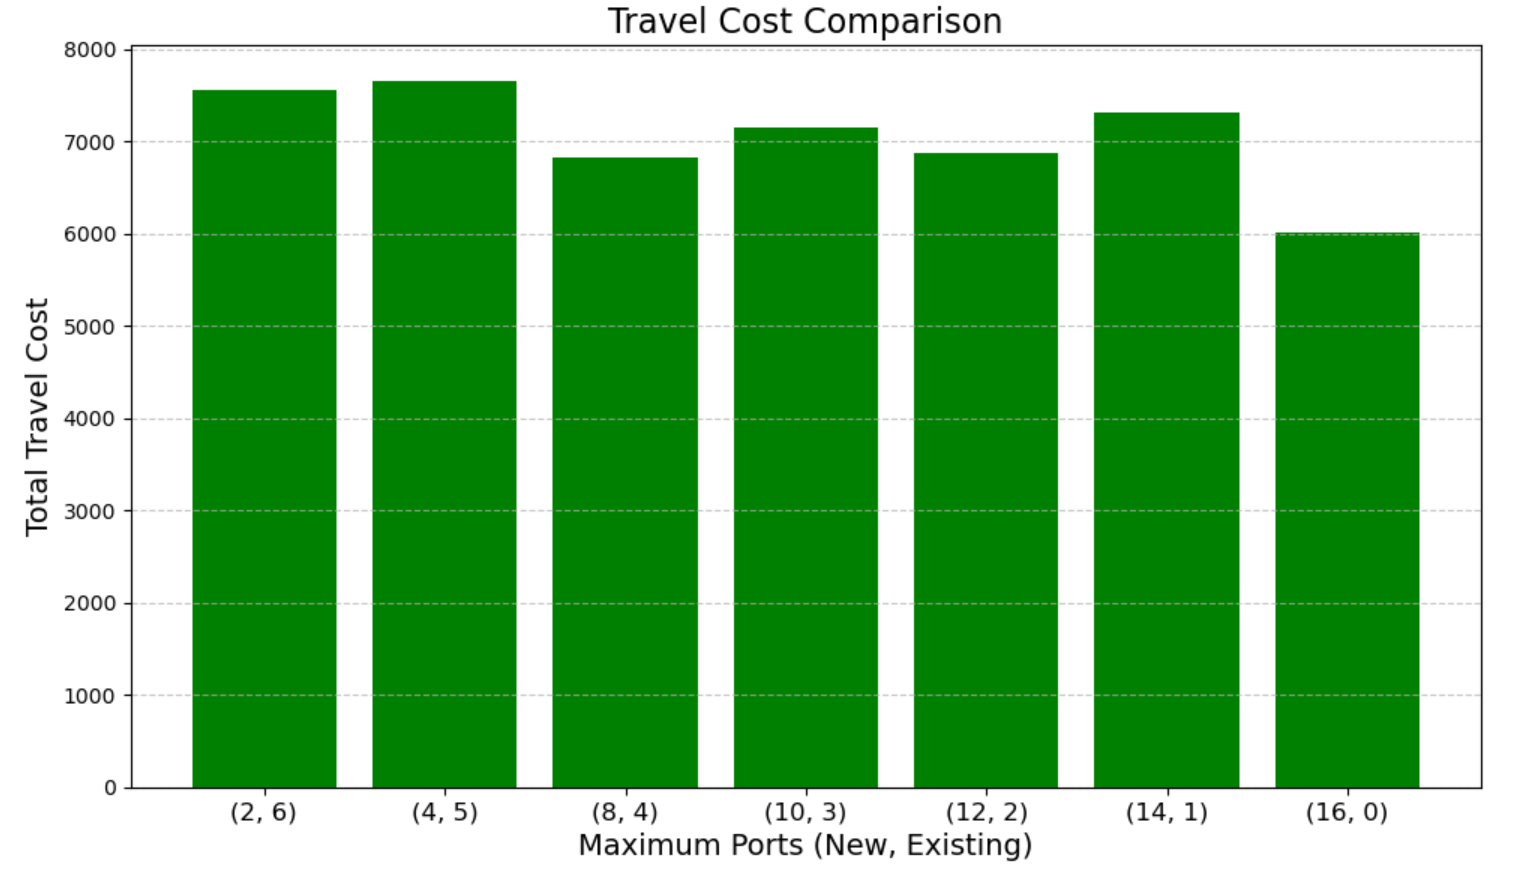 Travel Cost Comparison
Total Travel Cost
8000
7000
6000
5000
4000
3000
2000
1000
0
(2, 6) (4, 5) (8, 4) (10, 3) (12, 2) (14, 1) (16, 0)
Maximum Ports (New, Existing)